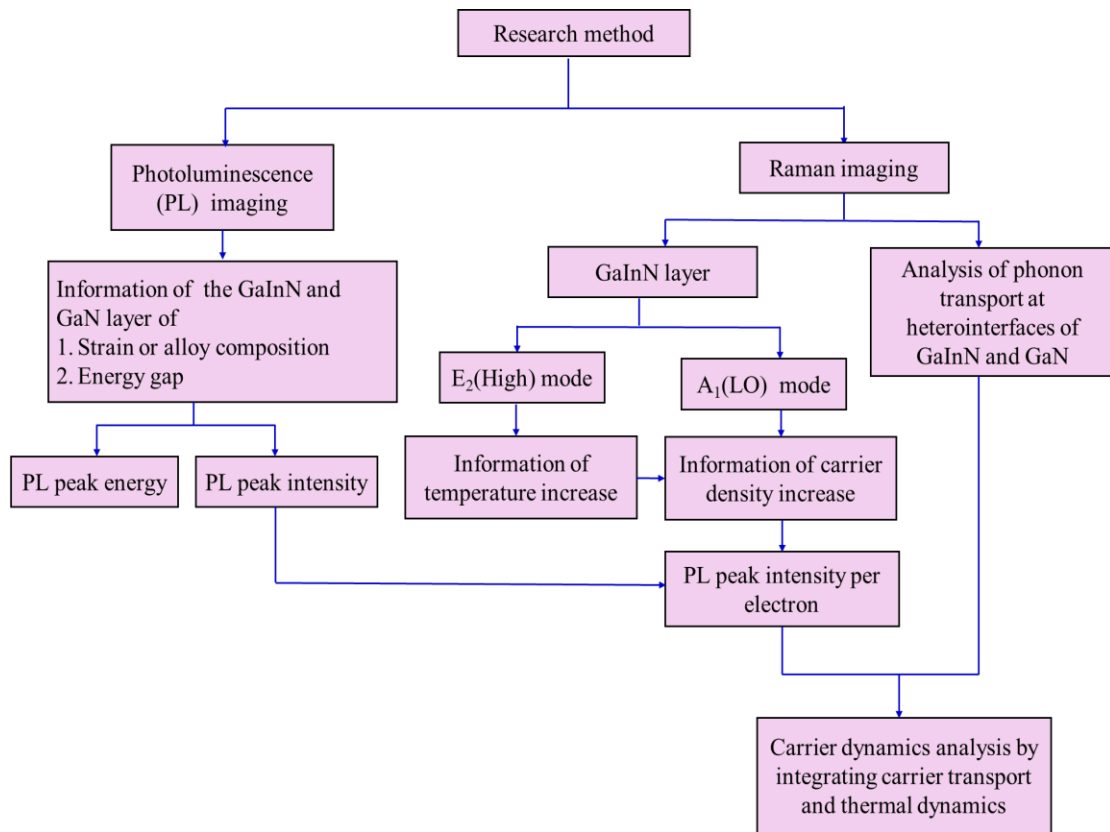 Research method
Photoluminescence
(PL) imaging
Raman imaging
Information of the GaInN and
GaN layer of
1. Strain or alloy composition
2. Energy gap
GaInN layer
Analysis of phonon
transport at
heterointerfaces of
GaInN and GaN
E₂(High) mode
A₁(LO) mode
PL peak energy
PL peak intensity
Information of
temperature increase
Information of carrier
density increase
PL peak intensity per
electron
Carrier dynamics analysis by
integrating carrier transport
and thermal dynamics